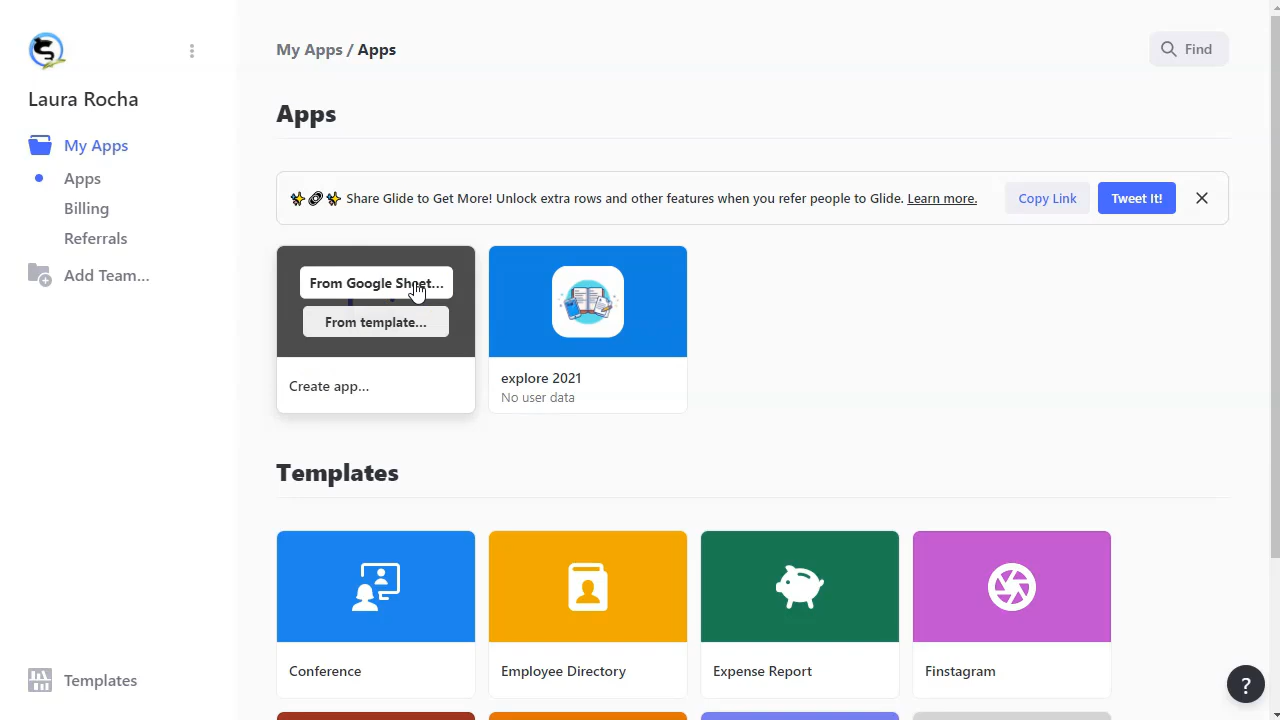 My Apps / Apps
Find
Laura Rocha
My Apps
Apps
Billing
Referrals
Add Team...
Apps
Share Glide to Get More! Unlock extra rows and other features when you refer people to Glide. Learn more.
Copy Link
Tweet It!
From Google Sheet...
From template...
Create app...
explore 2021
No user data
Templates
Conference
Employee Directory
Expense Report
Finstagram
Templates
?